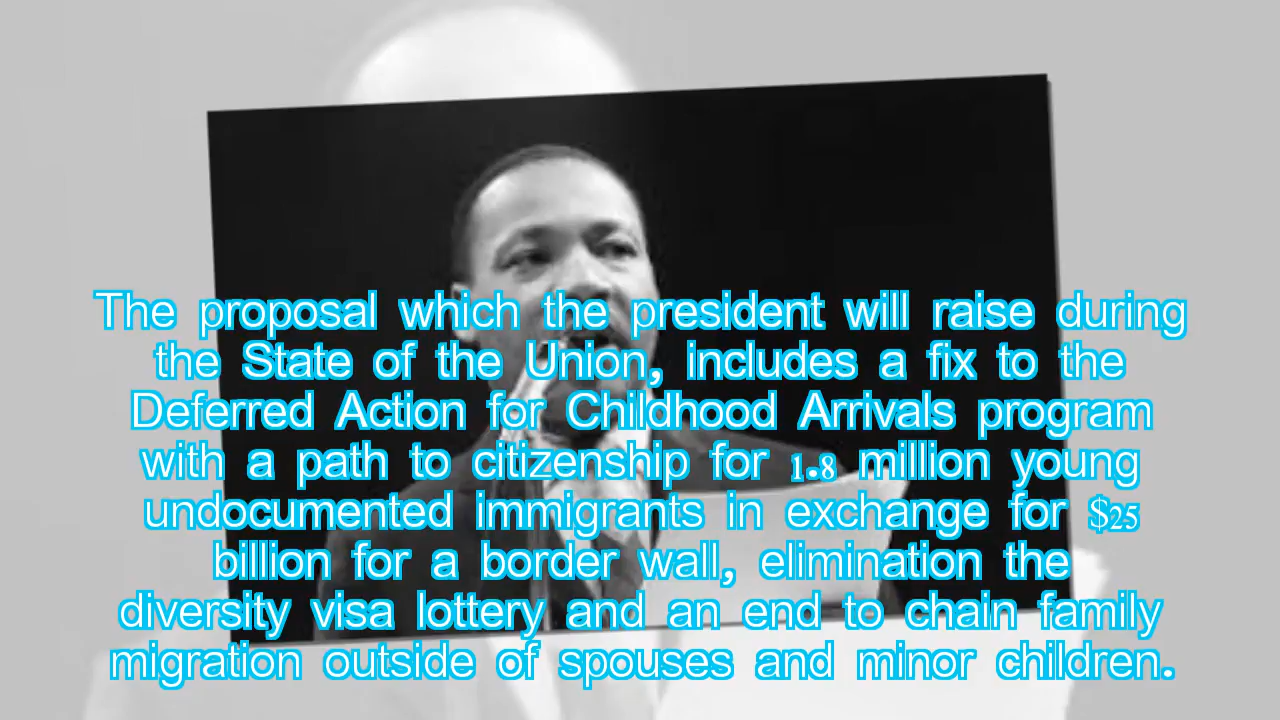 The proposal which the president will raise during
the State of the Union, includes a fix to the
Deferred Action for Childhood Arrivals program
with a path to citizenship for 1.8 million young
undocumented immigrants in exchange for $25
billion for a border wall, elimination the
diversity visa lottery and an end to chain family
migration outside of spouses and minor children.